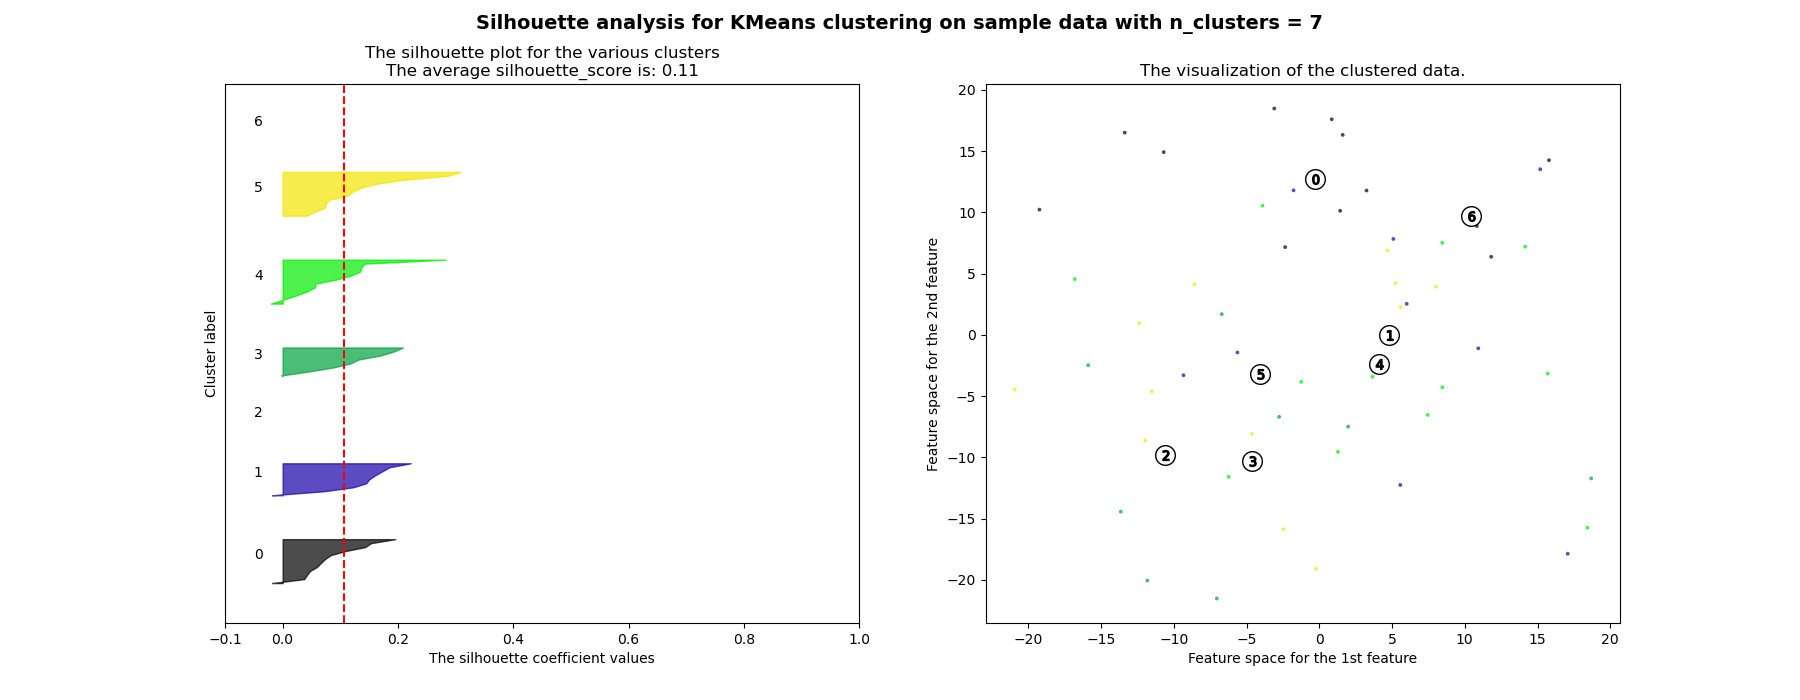 Silhouette analysis for KMeans clustering on sample data with n_clusters = 7
The silhouette plot for the various clusters
The average silhouette_score is: 0.11
6
5
4
3
2
1
0
Cluster label
−0.1 0.0 0.2 0.4 0.6 0.8 1.0
The silhouette coefficient values
The visualization of the clustered data.
20
15
10
5
0
−5
−10
−15
−20
Feature space for the 2nd feature
0
6
1
4
5
2
3
−20 −15 −10 −5 0 5 10 15 20
Feature space for the 1st feature